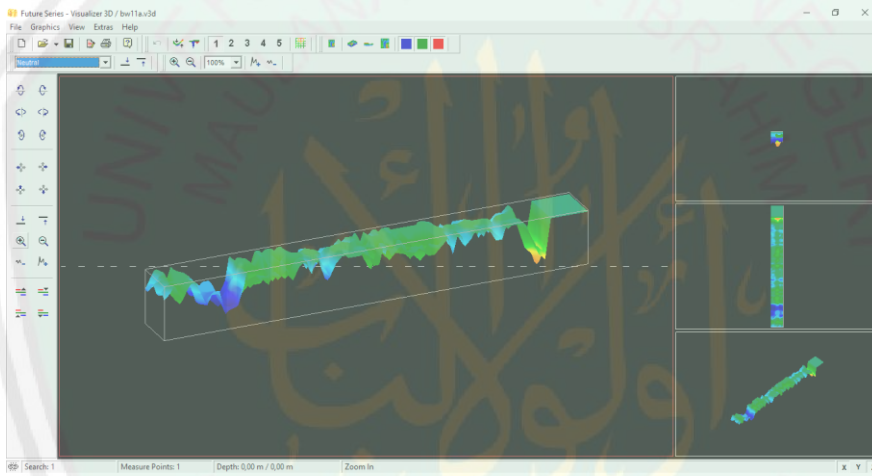 Future Series - Visualizer 3D / bw11a.v3d
File Graphics View Extras Help
1 2 3 4 5
Neutral 100%
Search: 1 Measure Points: 1 Depth: 0,00 m / 0,00 m Zoom In X Y